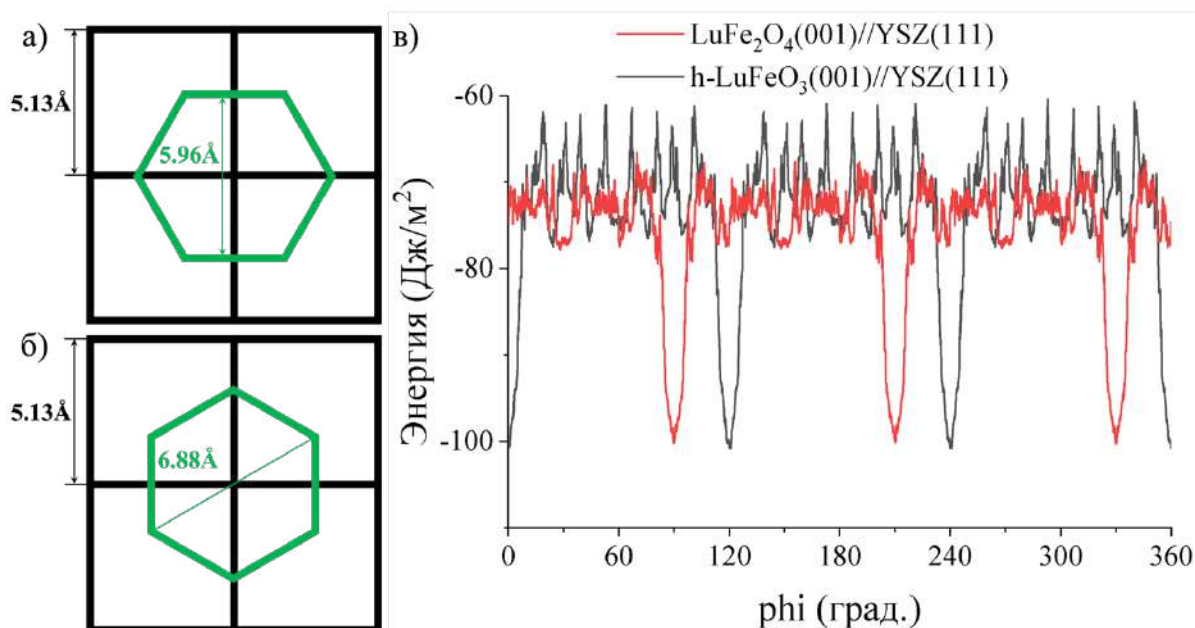 а)
5.13Å
5.96Å
б)
5.13Å
6.88Å
в)
LuFe₂O₄(001)//YSZ(111)
h-LuFeO₃(001)//YSZ(111)
Энергия (Дж/м²)
-60
-80
-100
0 60 120 180 240 300 360
phi (град.)